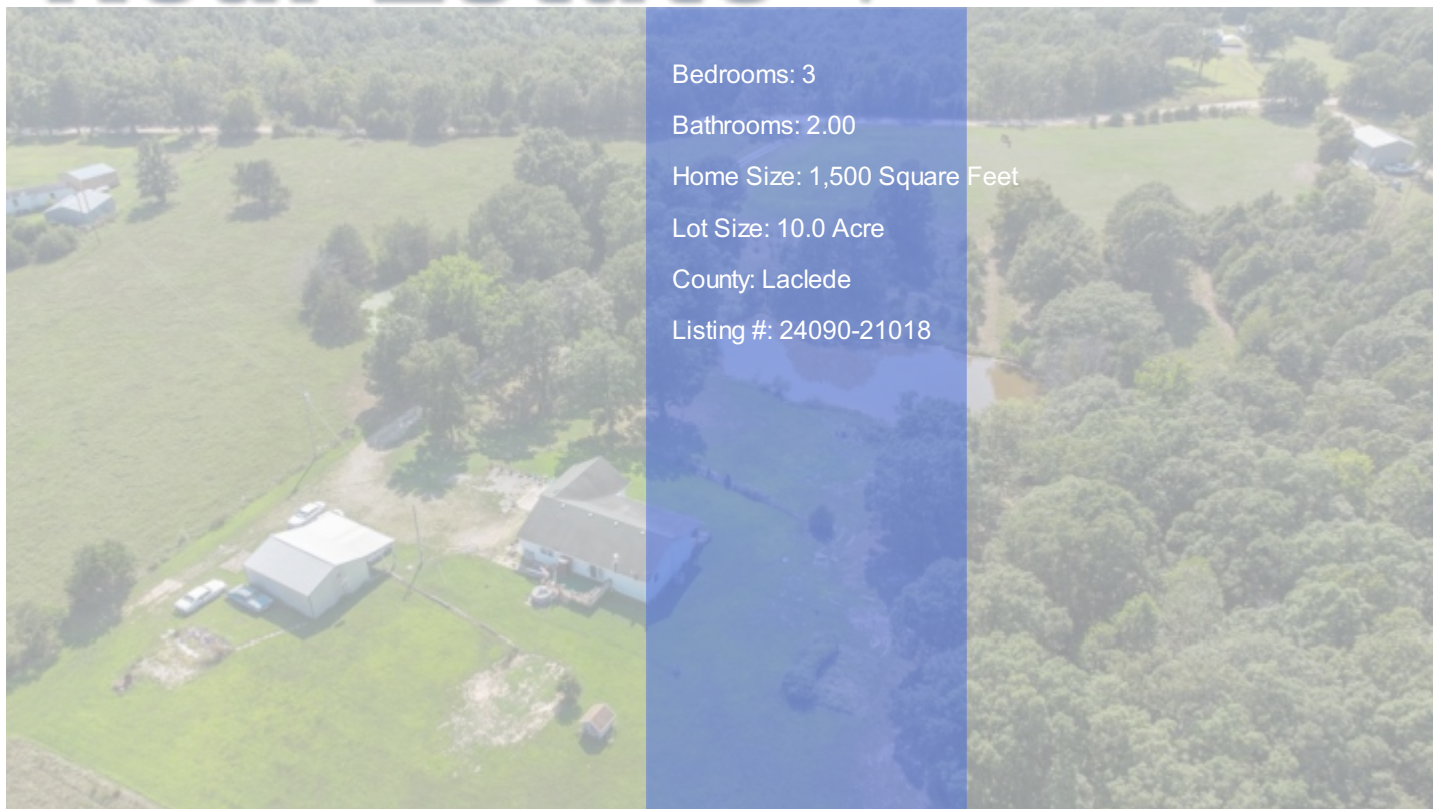 Bedrooms: 3
Bathrooms: 2.00
Home Size: 1,500 Square Feet
Lot Size: 10.0 Acre
County: Laclede
Listing #: 24090-21018